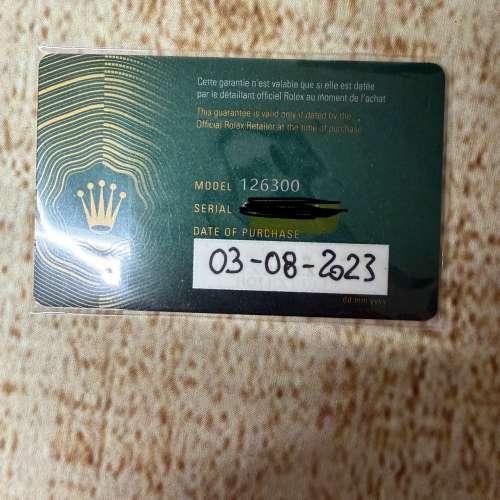 Cette garantie n'est valable que si elle est datée
par le détaillant officiel Rolex au moment de l'achat
This guarantee is valid only if dated by the
Official Rolex Retailer at the time of purchase
MODEL 126300
SERIAL
DATE OF PURCHASE
03-08-2023
dd mm yyyy